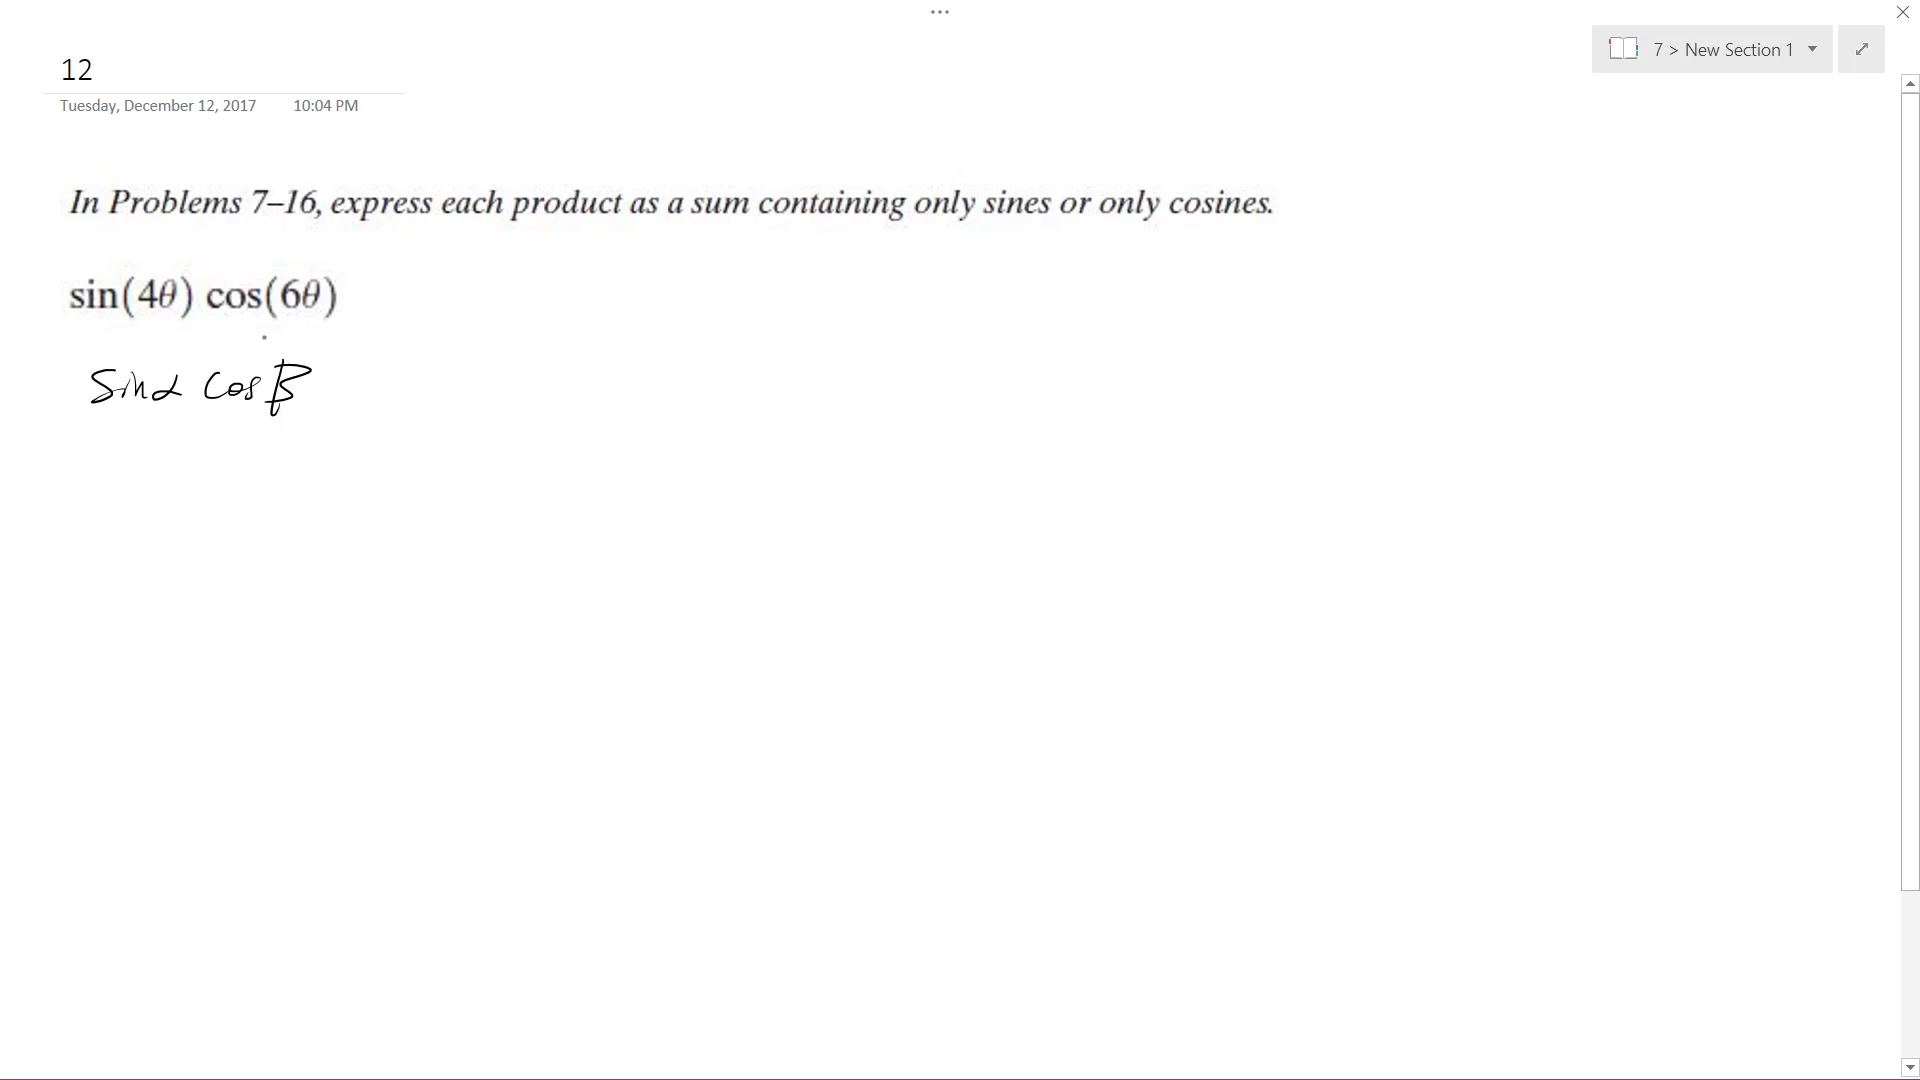 ...
7 > New Section 1
12
Tuesday, December 12, 2017 10:04 PM
In Problems 7–16, express each product as a sum containing only sines or only cosines.
sin(4θ) cos(6θ)
Sinα Cosβ